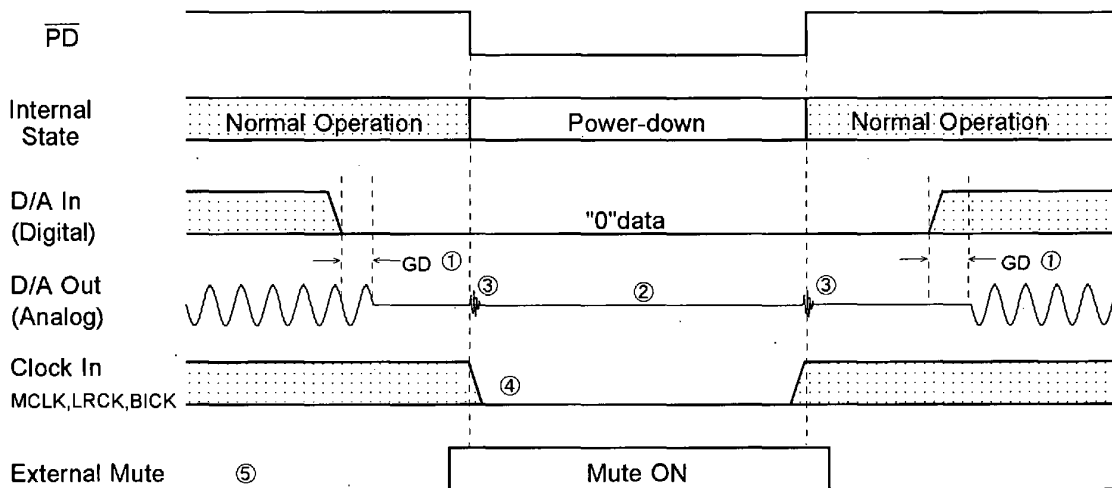 PD
Internal State
Normal Operation Power-down Normal Operation
D/A In (Digital)
"0"data
GD ① GD ①
D/A Out (Analog)
③ ② ③
Clock In
MCLK,LRCK,BICK
④
External Mute ⑤ Mute ON